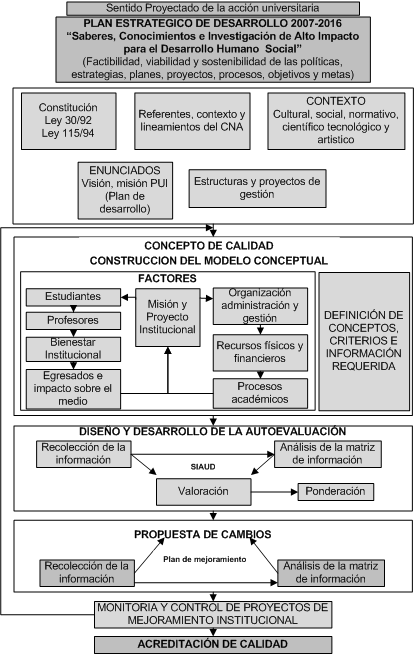 Sentido Proyectado de la acción universitaria
PLAN ESTRATEGICO DE DESARROLLO 2007-2016
“Saberes, Conocimientos e Investigación de Alto Impacto
para el Desarrollo Humano Social”
(Factibilidad, viabilidad y sostenibilidad de las políticas,
estrategias, planes, proyectos, procesos, objetivos y metas)
Constitución
Ley 30/92
Ley 115/94
Referentes, contexto y
lineamientos del CNA
CONTEXTO
Cultural, social, normativo,
científico tecnológico y
artistico
ENUNCIADOS
Visión, misión PUI
(Plan de
desarrollo)
Estructuras y proyectos de
gestión
CONCEPTO DE CALIDAD
CONSTRUCCION DEL MODELO CONCEPTUAL
FACTORES
Estudiantes
Profesores
Bienestar
Institucional
Egresados e
impacto sobre el
medio
Misión y
Proyecto
Institucional
Organización
administración y
gestión
Recursos físicos y
financieros
Procesos
académicos
DEFINICIÓN DE
CONCEPTOS,
CRITERIOS E
INFORMACIÓN
REQUERIDA
DISEÑO Y DESARROLLO DE LA AUTOEVALUACIÓN
Recolección de la
información
Análisis de la matriz
de información
SIAUD
Valoración
Ponderación
PROPUESTA DE CAMBIOS
Plan de mejoramiento
Recolección de la
información
Análisis de la matriz
de información
MONITORIA Y CONTROL DE PROYECTOS DE
MEJORAMIENTO INSTITUCIONAL
ACREDITACIÓN DE CALIDAD